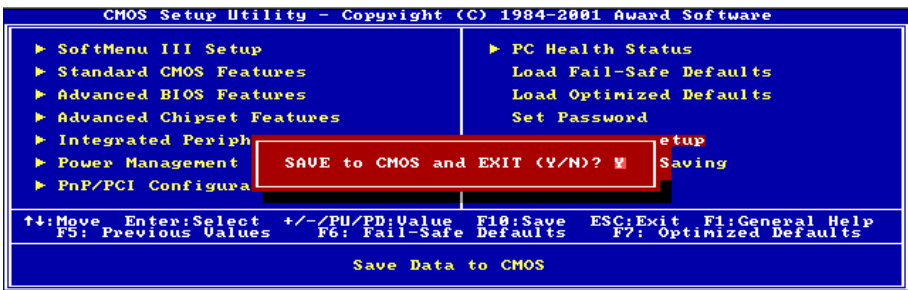 CMOS Setup Utility - Copyright (C) 1984-2001 Award Software
► SoftMenu III Setup
► Standard CMOS Features
► Advanced BIOS Features
► Advanced Chipset Features
► Integrated Periph
► Power Management
► PnP/PCI Configura
► PC Health Status
Load Fail-Safe Defaults
Load Optimized Defaults
Set Password
etup
Saving
SAVE to CMOS and EXIT (Y/N)? Y
↑↓:Move Enter:Select +/-/PU/PD:Value F10:Save ESC:Exit F1:General Help
F5: Previous Values F6: Fail-Safe Defaults F7: Optimized Defaults
Save Data to CMOS